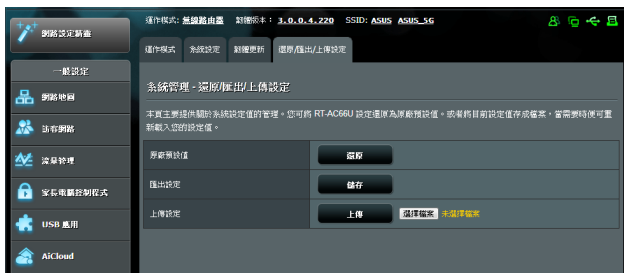 運作模式: 無線路由器 韌體版本: 3.0.0.4.220 SSID: ASUS ASUS_5G
網路設定精靈
運作模式 系統設定 韌體更新 還原/匯出/上傳設定
一般設定
網路地圖
訪客網路
流量管理
家長電腦控制程式
USB 應用
AiCloud
系統管理 - 還原/匯出/上傳設定
本頁主要提供關於系統設定值的管理。您可將 RT-AC66U 設定還原為原廠預設值。或者將目前設定值存成檔案，當需要時便可重
新載入您的設定值。
原廠預設值 還原
匯出設定 儲存
上傳設定 上傳 選擇檔案 未選擇檔案